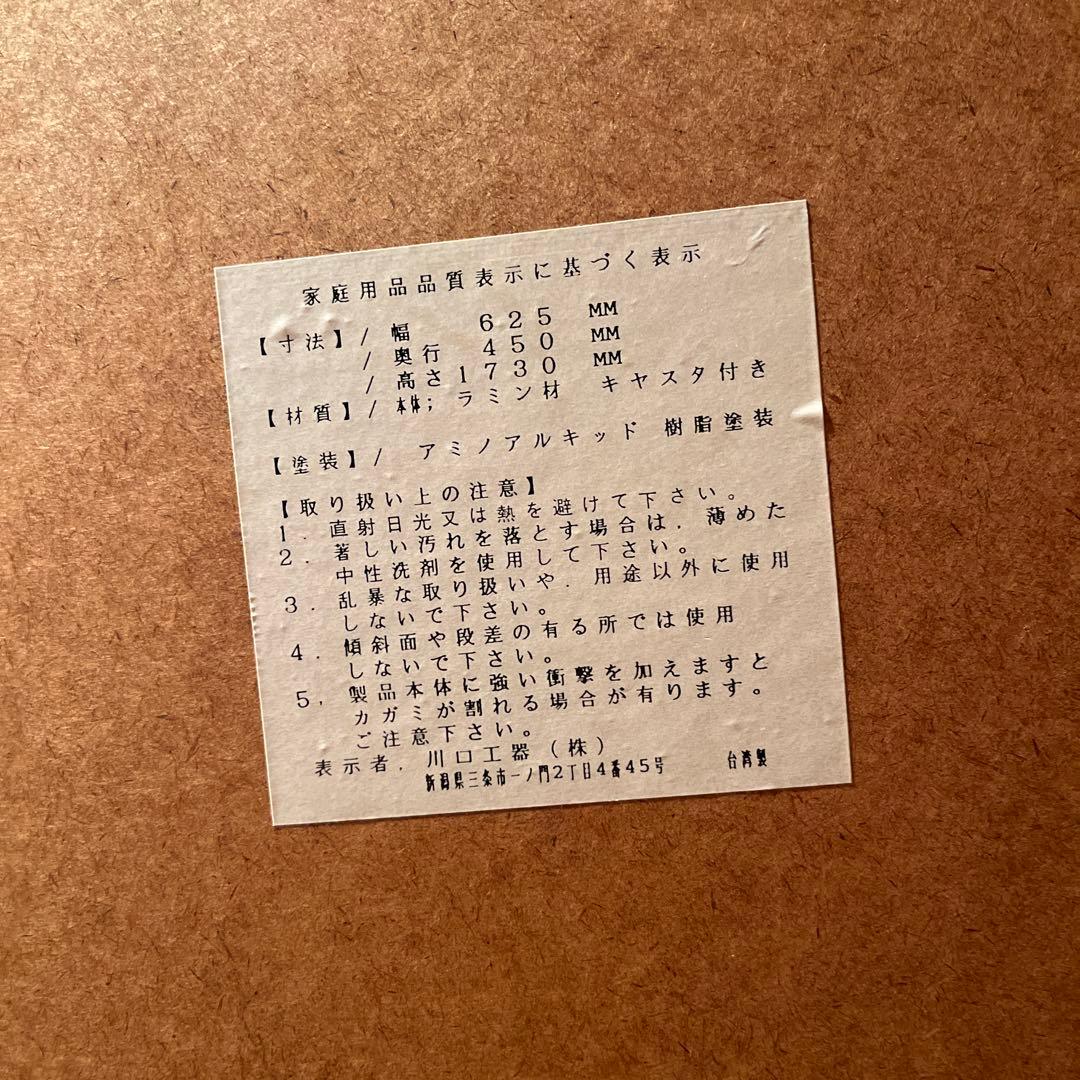 家庭用品品質表示に基づく表示
【寸法】/ 幅 625 MM
/ 奥行 450 MM
/ 高さ1730 MM
【材質】/ 本体; ラミン材 キヤスタ付き
【塗装】/ アミノアルキッド 樹脂塗装
【取り扱い上の注意】
1. 直射日光又は熱を避けて下さい。
2. 著しい汚れを落とす場合は. 薄めた
中性洗剤を使用して下さい。
3. 乱暴な取り扱いや. 用途以外に使用
しないで下さい。
4. 傾斜面や段差の有る所では使用
しないで下さい。
5, 製品本体に強い衝撃を加えますと
カガミが割れる場合が有ります。
ご注意下さい。
表示者. 川口工器(株)
新潟県三条市一ノ門2丁目4番45号 台湾製